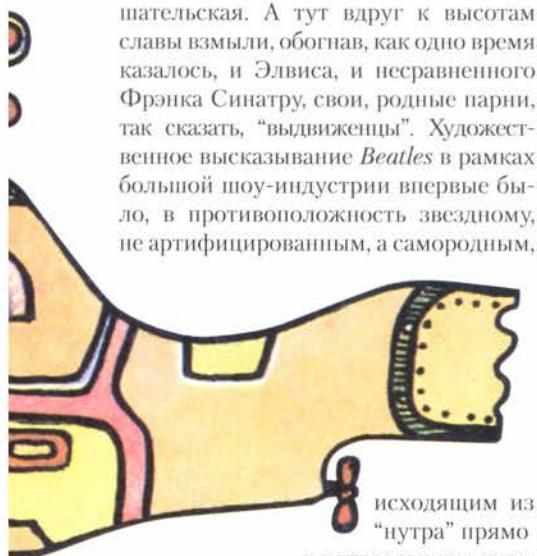 шательская. А тут вдруг к высотам
славы взмыли, обогнав, как одно время
казалось, и Элвиса, и несравненного
Фрэнка Синатру, свои, родные парни,
так сказать, “выдвиженцы”. Художест-
венное высказывание Beatles в рамках
большой шоу-индустрии впервые бы-
ло, в противоположность звездному,
не артифицированным, а самородным,
исходящим из
“нутра” прямо